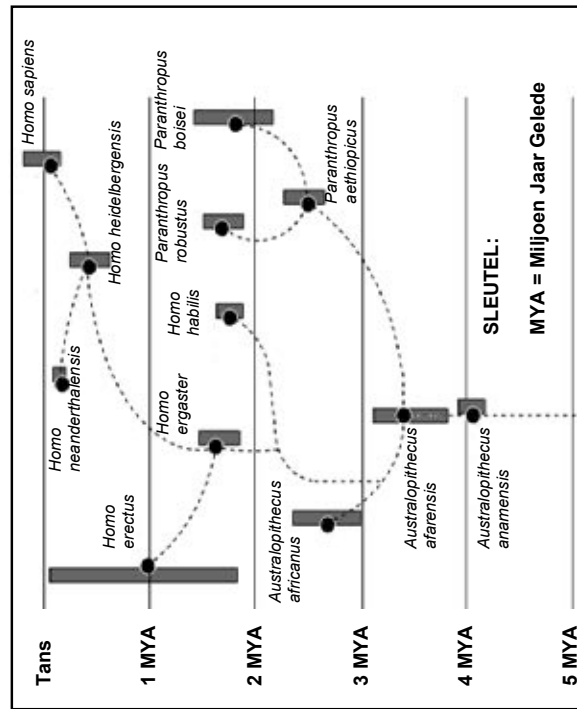 Homo sapiens
Homo heidelbergensis
Homo
neanderthalensis
Paranthropus
boisei
Paranthropus
robustus
Homo
habilis
Homo
ergaster
Homo
erectus
Paranthropus
aethiopicus
Australopithecus
africanus
Australopithecus
afarensis
Australopithecus
anamensis
Tans
1 MYA
2 MYA
3 MYA
4 MYA
5 MYA
SLEUTEL:
MYA = Miljoen Jaar Gelede